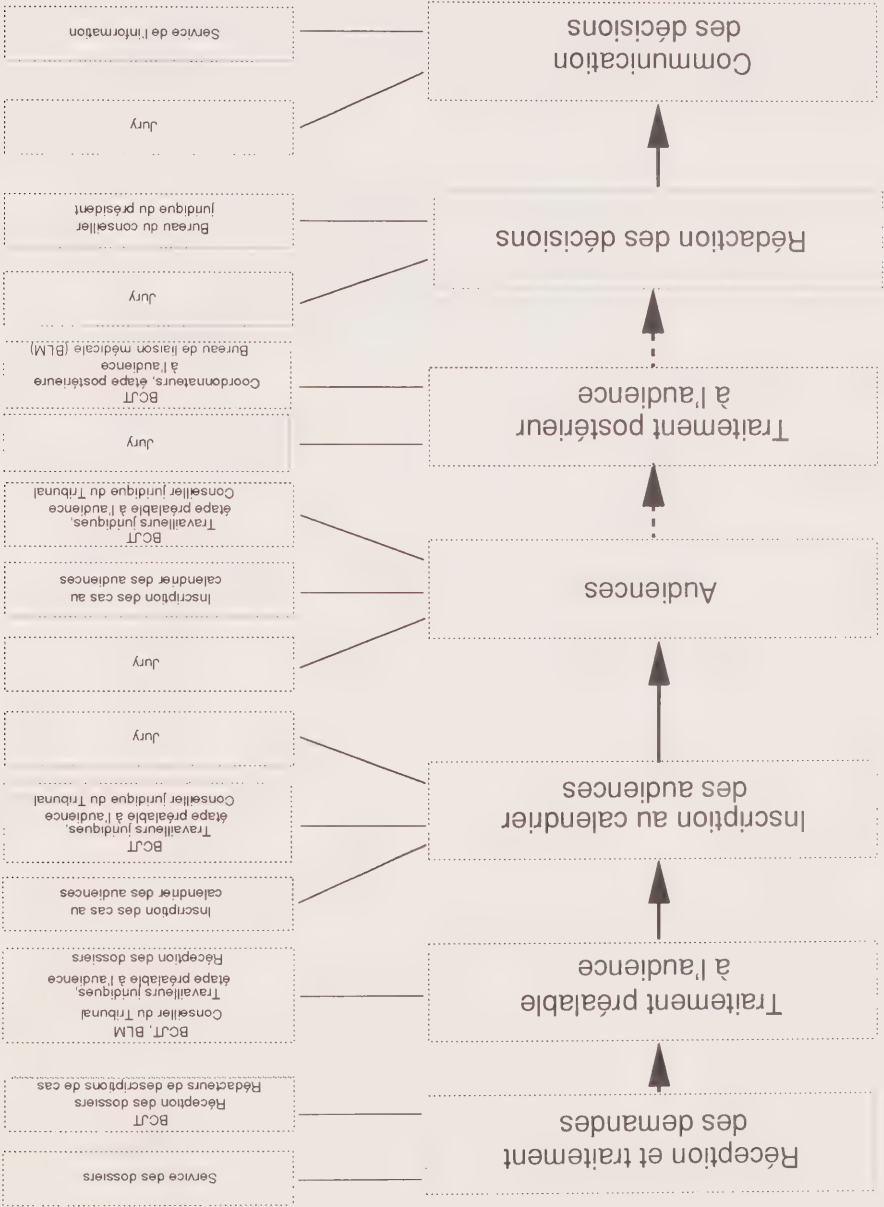 Réception et traitement
des demandes
Service des dossiers
BCJT
Réception des dossiers
Rédacteurs de descriptions de cas
Traitement préalable
à l'audience
BCJT, BLM
Conseiller du Tribunal
Travailleurs juridiques,
étape préalable à l'audience
Réception des dossiers
Inscription au calendrier
des audiences
Inscription des cas au
calendrier des audiences
BCJT
Travailleurs juridiques,
étape préalable à l'audience
Conseiller juridique du Tribunal
Jury
Audiences
Jury
Inscription des cas au
calendrier des audiences
BCJT
Travailleurs juridiques,
étape préalable à l'audience
Conseiller juridique du Tribunal
Traitement postérieur
à l'audience
Jury
BCJT
Coordonnateurs, étape postérieure
à l'audience
Bureau de liaison médicale (BLM)
Rédaction des décisions
Jury
Bureau du conseiller
juridique du président
Communication
des décisions
Jury
Service de l'information